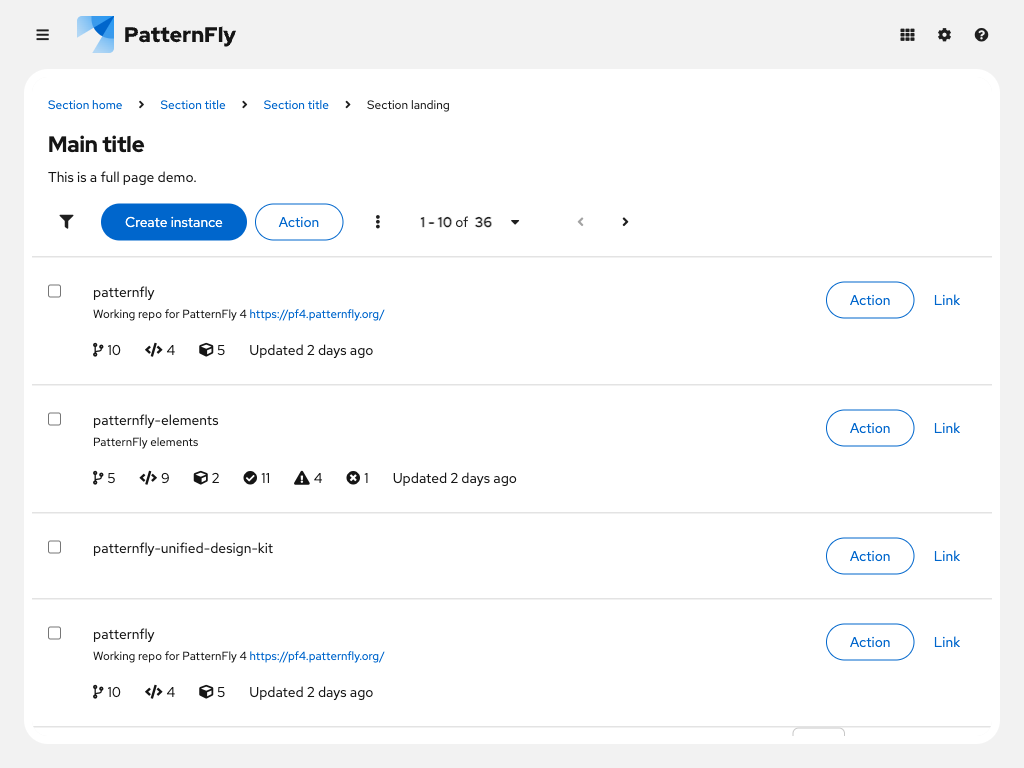 PatternFly
Section home Section title Section title Section landing
Main title
This is a full page demo.
Create instance Action 1 - 10 of 36
patternfly
Working repo for PatternFly 4 https://pf4.patternfly.org/
10 4 5 Updated 2 days ago
Action Link
patternfly-elements
PatternFly elements
5 9 2 11 4 1 Updated 2 days ago
Action Link
patternfly-unified-design-kit
Action Link
patternfly
Working repo for PatternFly 4 https://pf4.patternfly.org/
10 4 5 Updated 2 days ago
Action Link